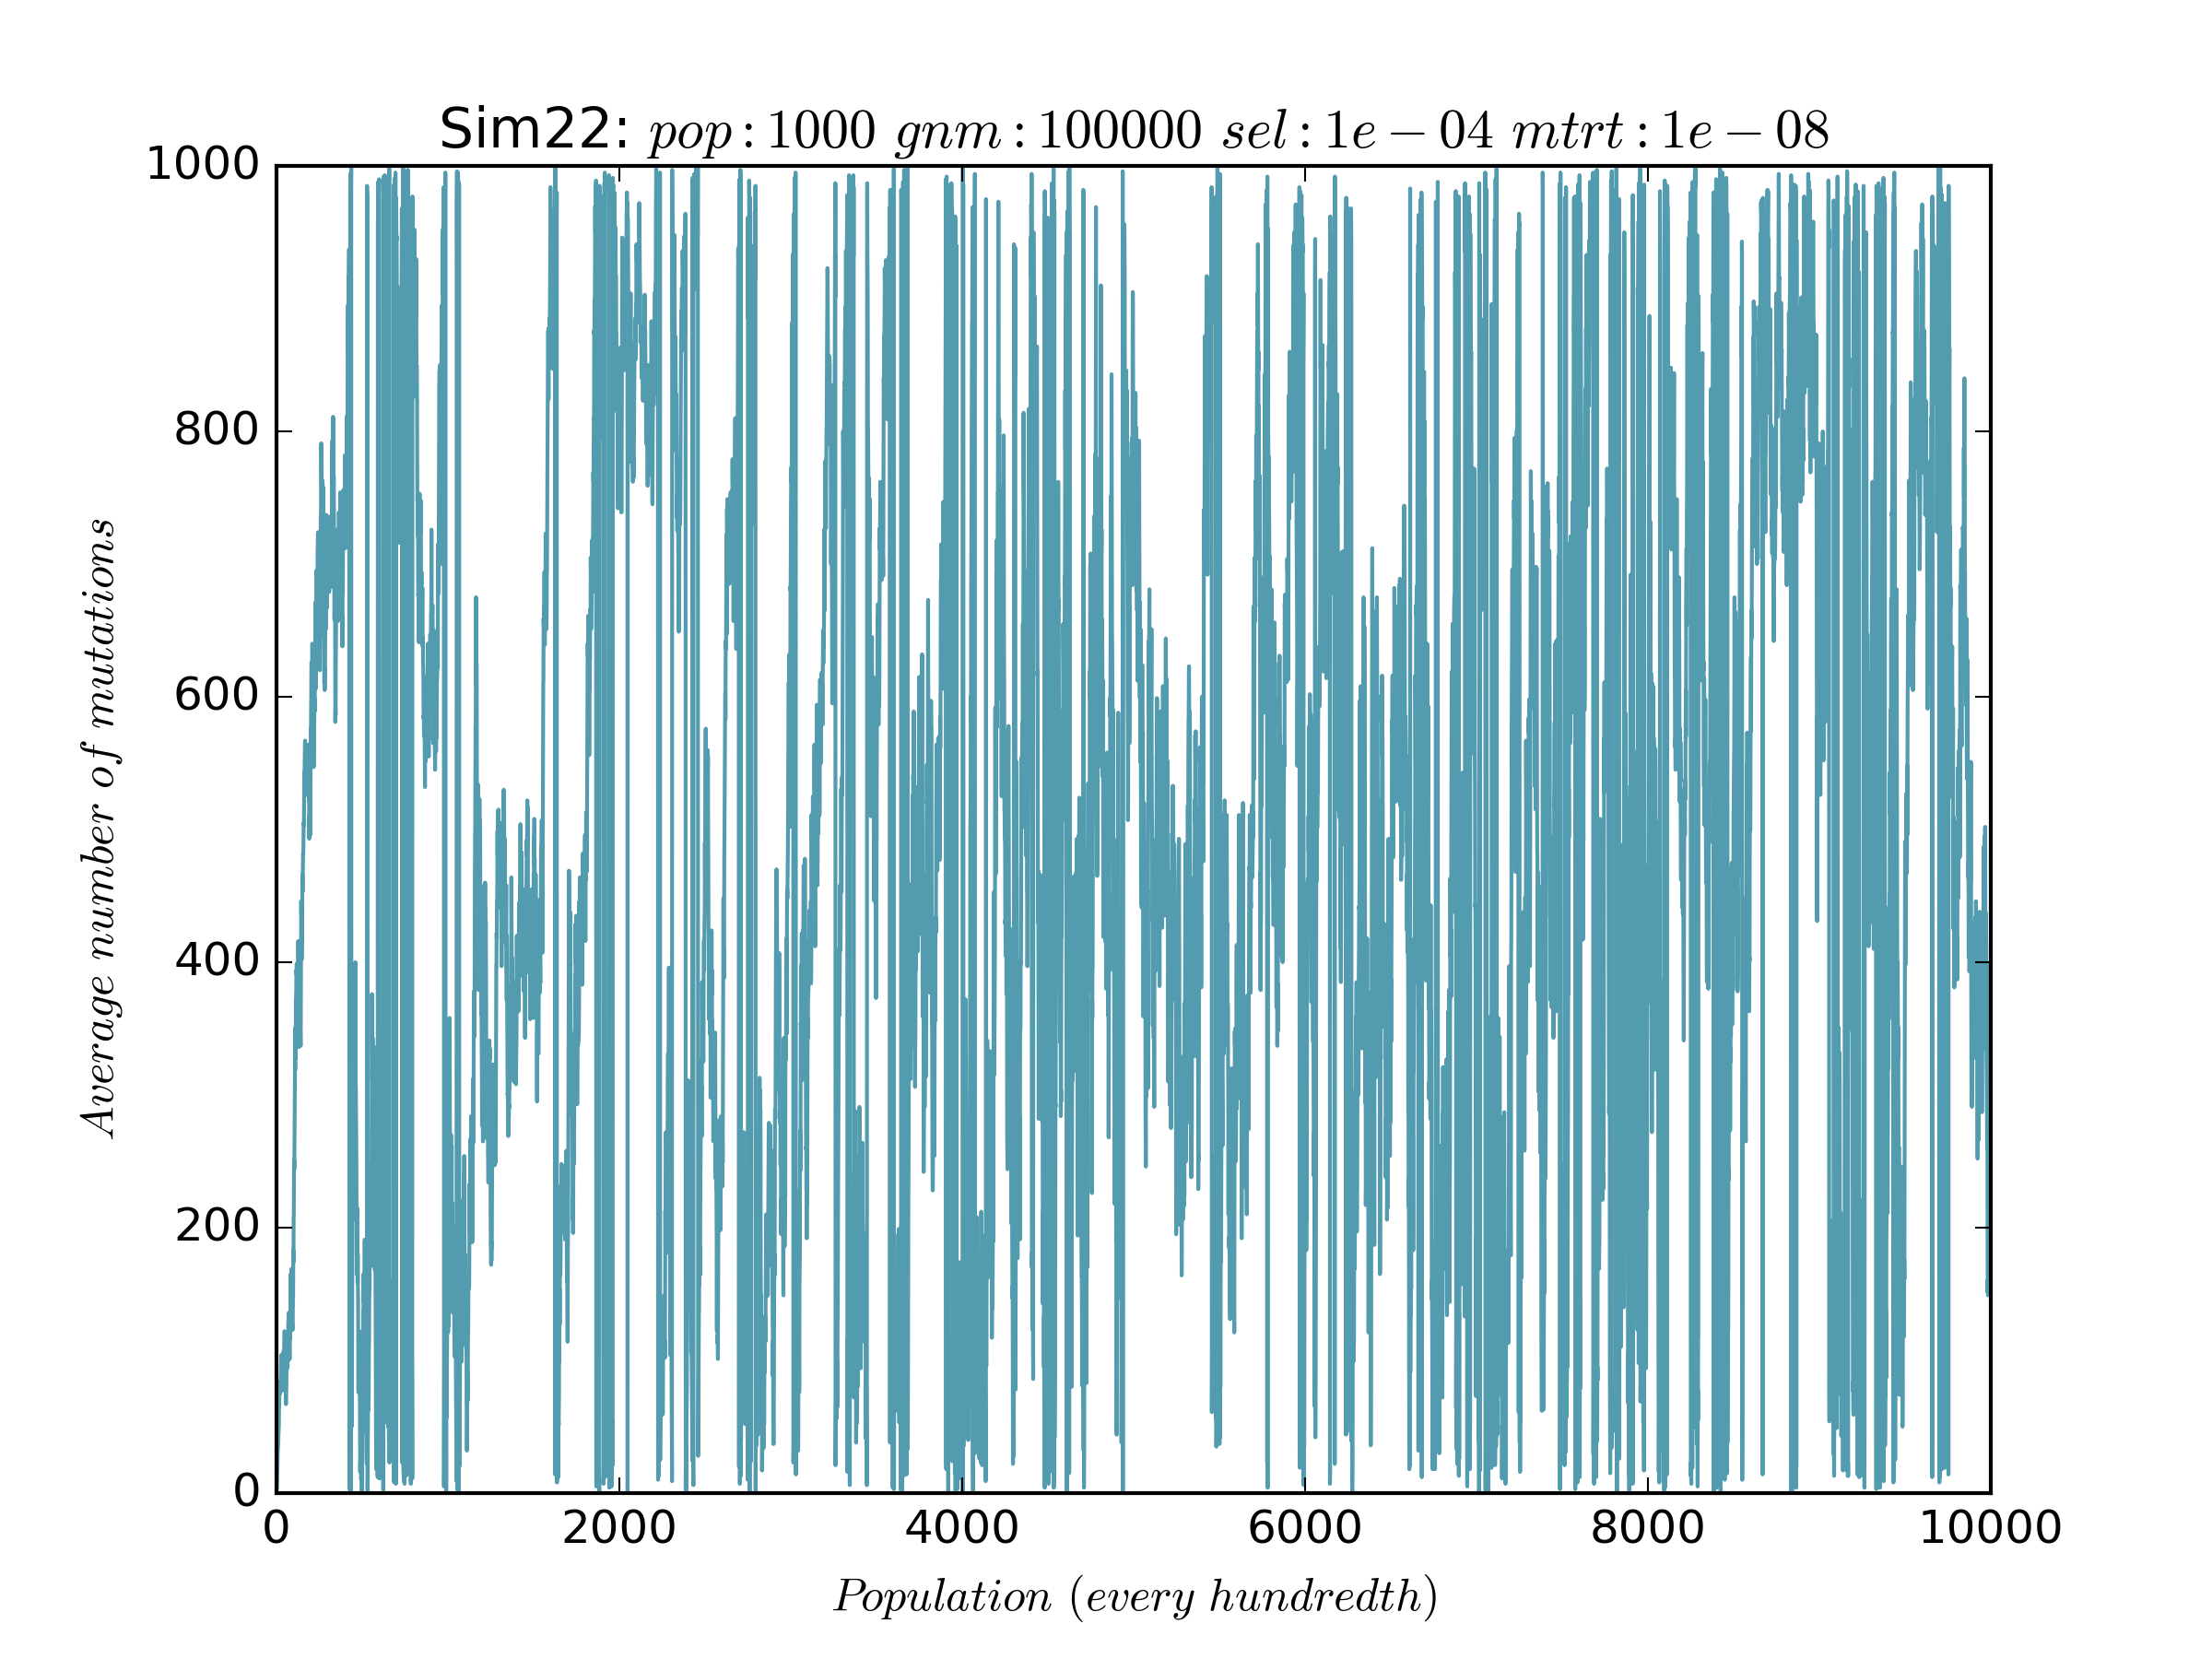 Sim22: pop : 1000 gnm : 100000 sel : 1e − 04 mtrt : 1e − 08
1000
800
600
400
200
0
Average number of mutations
0 2000 4000 6000 8000 10000
Population (every hundredth)